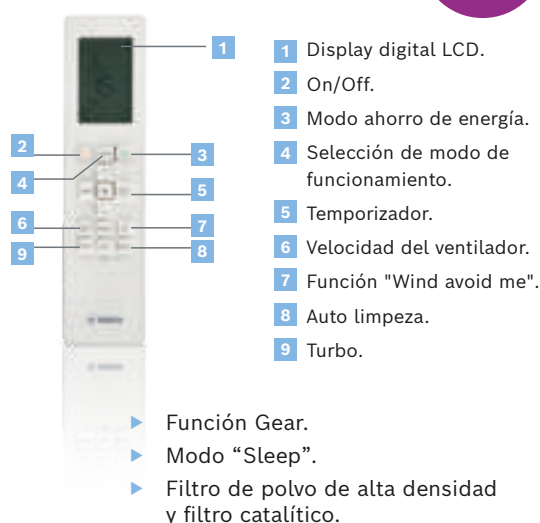 1 Display digital LCD.
2 On/Off.
3 Modo ahorro de energía.
4 Selección de modo de
funcionamiento.
5 Temporizador.
6 Velocidad del ventilador.
7 Función "Wind avoid me".
8 Auto limpeza.
9 Turbo.
1
2
3
4
5
6
7
9
8
▶ Función Gear.
▶ Modo “Sleep”.
▶ Filtro de polvo de alta densidad
y filtro catalítico.